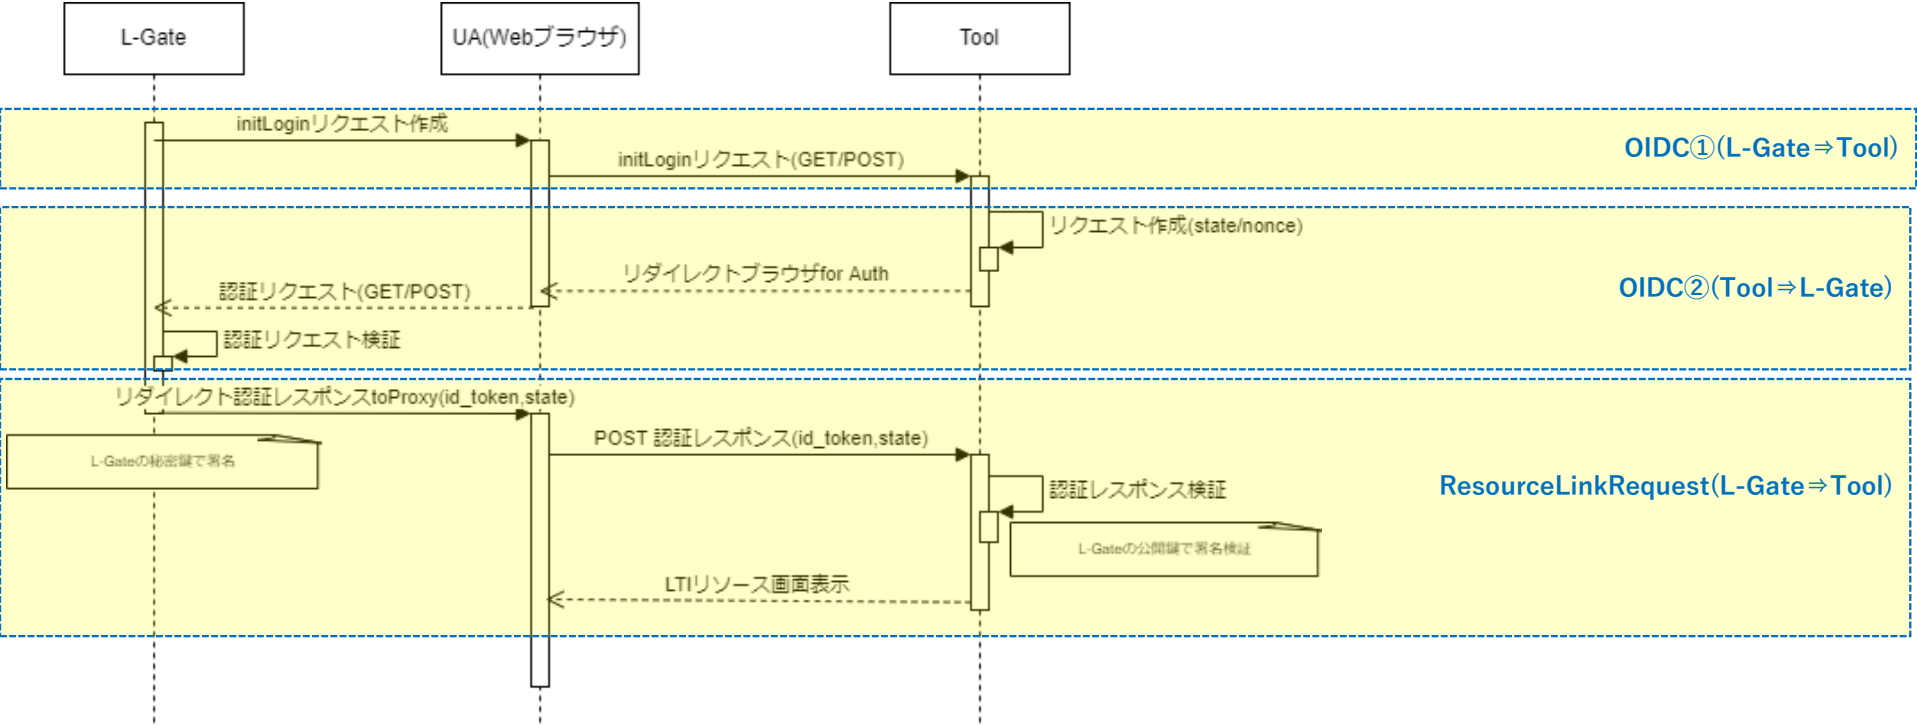 L-Gate
UA(Webブラウザ)
Tool
initLoginリクエスト作成
OIDC①(L-Gate⇒Tool)
initLoginリクエスト(GET/POST)
リクエスト作成(state/nonce)
リダイレクトブラウザfor Auth
OIDC②(Tool⇒L-Gate)
認証リクエスト(GET/POST)
認証リクエスト検証
リダイレクト認証レスポンスtoProxy(id_token,state)
POST 認証レスポンス(id_token,state)
L-Gateの秘密鍵で署名
ResourceLinkRequest(L-Gate⇒Tool)
認証レスポンス検証
L-Gateの公開鍵で署名検証
LTIリソース画面表示